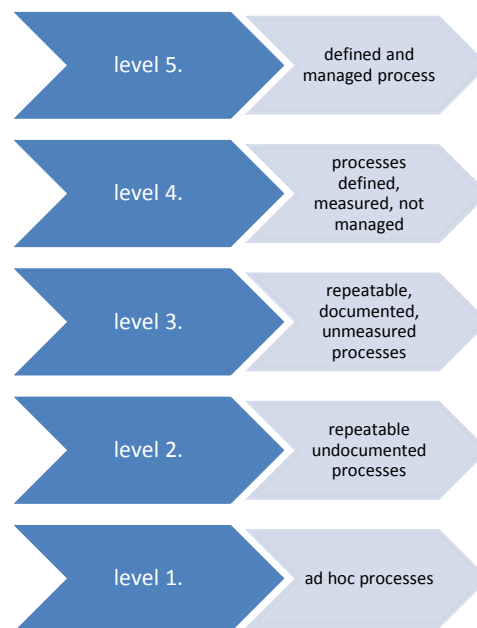 level 5.
defined and
managed process
level 4.
processes
defined,
measured, not
managed
level 3.
repeatable,
documented,
unmeasured
processes
level 2.
repeatable
undocumented
processes
level 1.
ad hoc processes